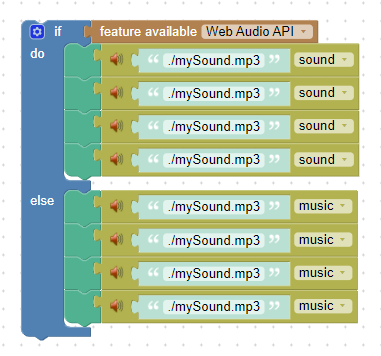 if feature available Web Audio API
do “ ./mySound.mp3 ” sound
“ ./mySound.mp3 ” sound
“ ./mySound.mp3 ” sound
“ ./mySound.mp3 ” sound
else “ ./mySound.mp3 ” music
“ ./mySound.mp3 ” music
“ ./mySound.mp3 ” music
“ ./mySound.mp3 ” music